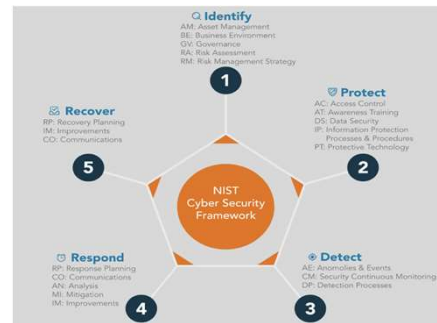 Identify
AM: Asset Management
BE: Business Environment
GV: Governance
RA: Risk Assessment
RM: Risk Management Strategy
1
Protect
AC: Access Control
AT: Awareness Training
DS: Data Security
IP: Information Protection
Processes & Procedures
PT: Protective Technology
2
Detect
AE: Anomolies & Events
CM: Security Continuous Monitoring
DP: Detection Processes
3
Respond
RP: Response Planning
CO: Communications
AN: Analysis
MI: Mitigation
IM: Improvements
4
Recover
RP: Recovery Planning
IM: Improvements
CO: Communications
5
NIST
Cyber Security
Framework